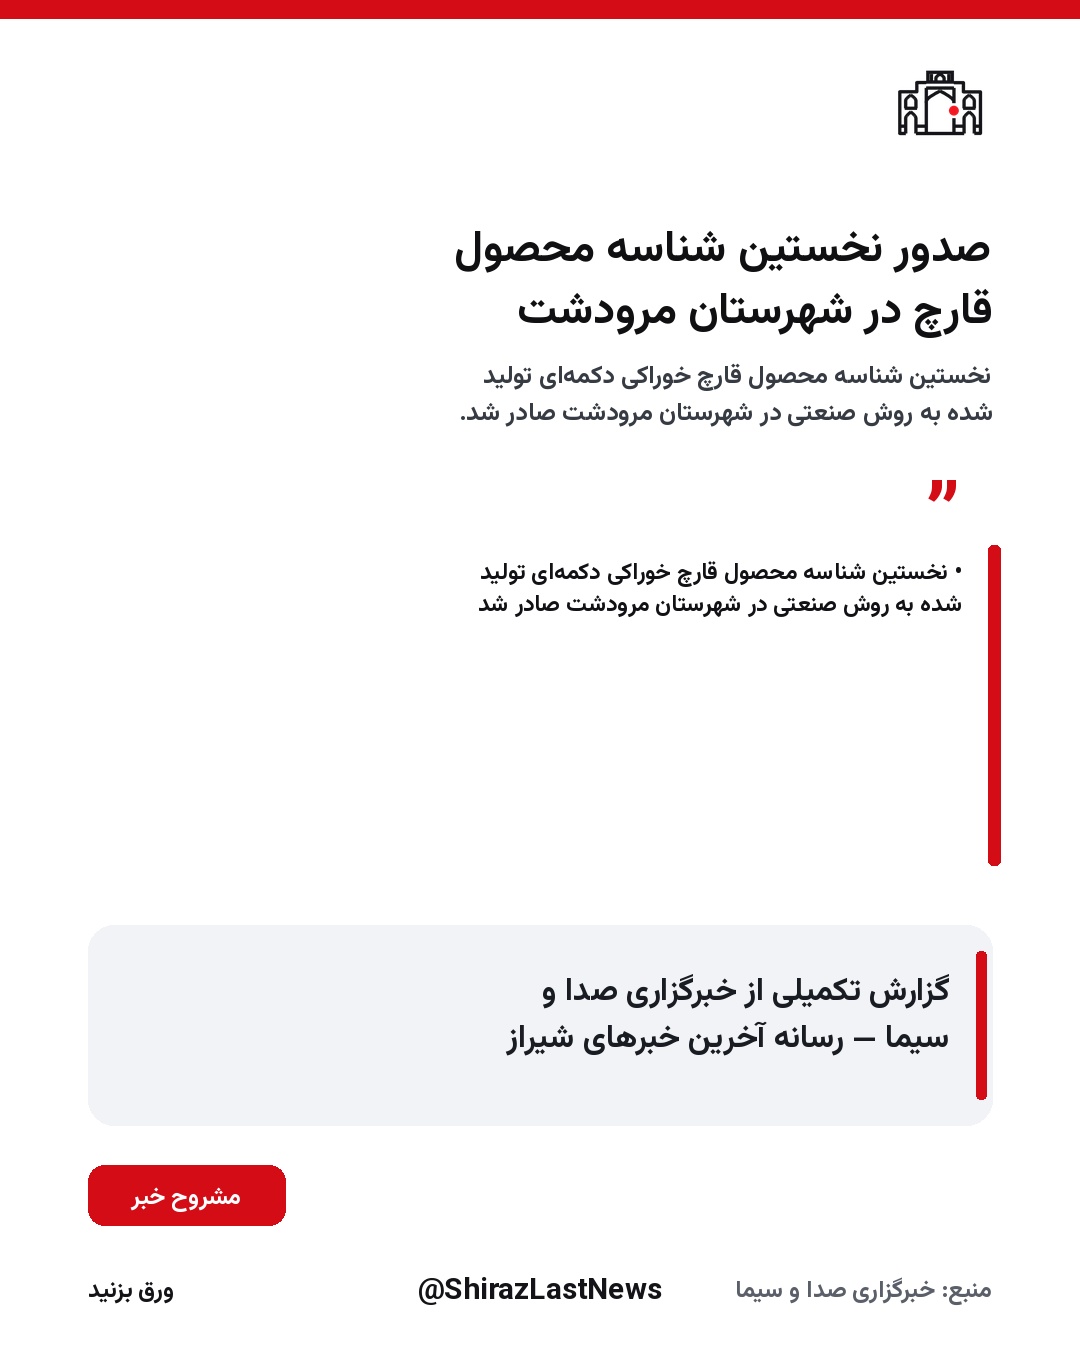 صدور نخستین شناسه محصول
قارچ در شهرستان مرودشت
نخستین شناسه محصول قارچ خوراکی دکمه‌ای تولید
شده به روش صنعتی در شهرستان مرودشت صادر شد.
”
• نخستین شناسه محصول قارچ خوراکی دکمه‌ای تولید
شده به روش صنعتی در شهرستان مرودشت صادر شد
گزارش تکمیلی از خبرگزاری صدا و
سیما – رسانه آخرین خبرهای شیراز
مشروح خبر
منبع: خبرگزاری صدا و سیما
@ShirazLastNews
ورق بزنید